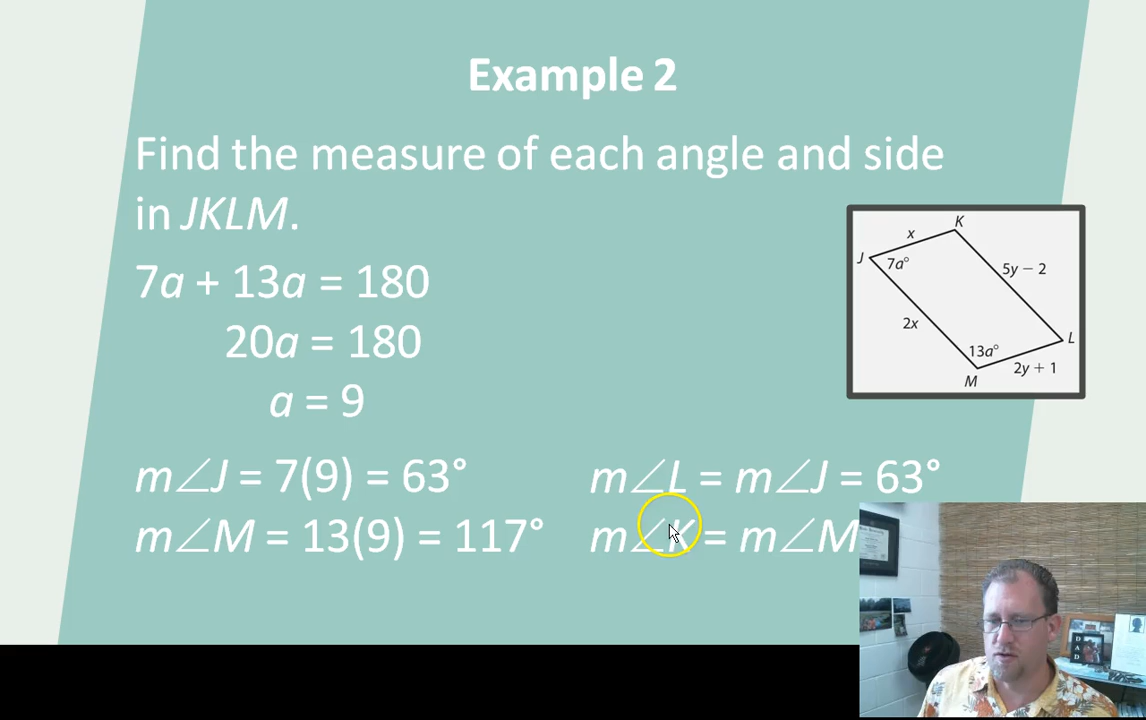 Example 2
Find the measure of each angle and side
in JKLM.
7a + 13a = 180
20a = 180
a = 9
m∠J = 7(9) = 63°
m∠M = 13(9) = 117°
m∠L = m∠J = 63°
m∠K = m∠M
K
x
J
7a°
5y − 2
2x
13a°
L
2y + 1
M
DAD